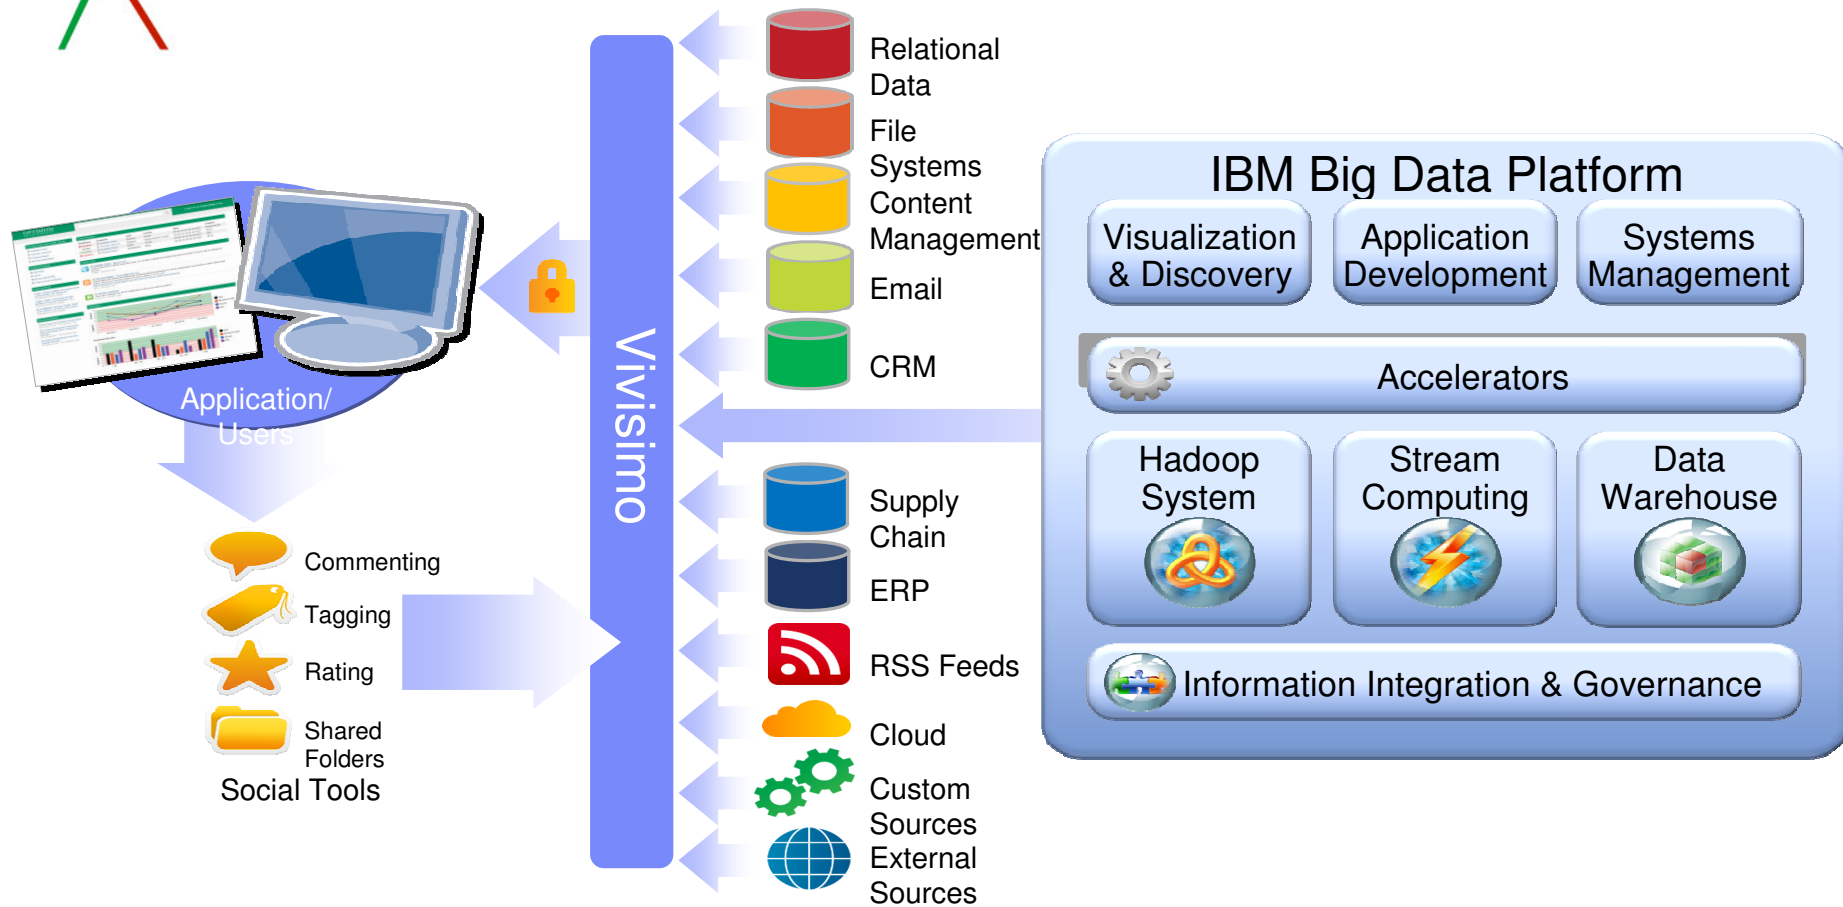 Relational
Data
File
Systems
Content
Management
Email
CRM
Supply
Chain
ERP
RSS Feeds
Cloud
Custom
Sources
External
Sources
Vivisimo
Application/
Users
Commenting
Tagging
Rating
Shared
Folders
Social Tools
IBM Big Data Platform
Visualization
& Discovery
Application
Development
Systems
Management
Accelerators
Hadoop
System
Stream
Computing
Data
Warehouse
Information Integration & Governance